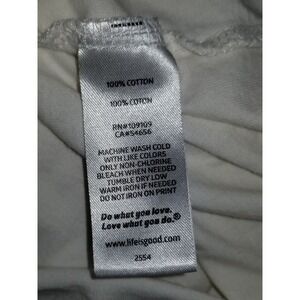 100% COTTON
100% COTON
RN#109109
CA#54656
MACHINE WASH COLD
WITH LIKE COLORS
ONLY NON-CHLORINE
BLEACH WHEN NEEDED
TUMBLE DRY LOW
WARM IRON IF NEEDED
DO NOT IRON ON PRINT
Do what you love.
Love what you do.®
www.lifeisgood.com
2554